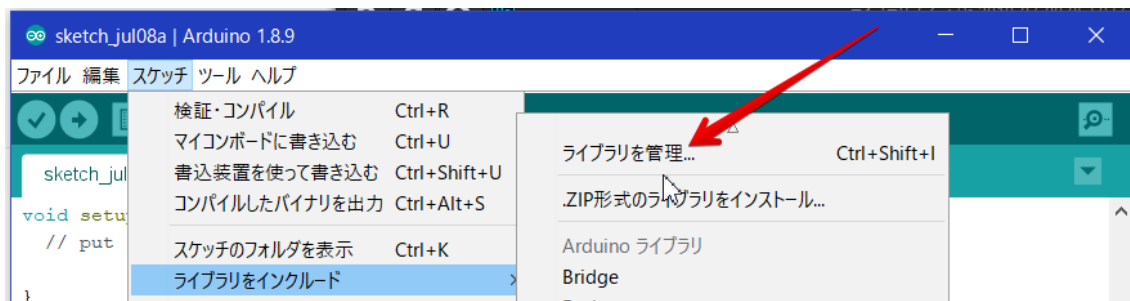 sketch_jul08a | Arduino 1.8.9
ファイル 編集 スケッチ ツール ヘルプ
検証・コンパイル Ctrl+R
マイコンボードに書き込む Ctrl+U
書込装置を使って書き込む Ctrl+Shift+U
コンパイルしたバイナリを出力 Ctrl+Alt+S
スケッチのフォルダを表示 Ctrl+K
ライブラリをインクルード
ライブラリを管理... Ctrl+Shift+I
.ZIP形式のライブラリをインストール...
Arduino ライブラリ
Bridge
sketch_jul
void setu
// put
}